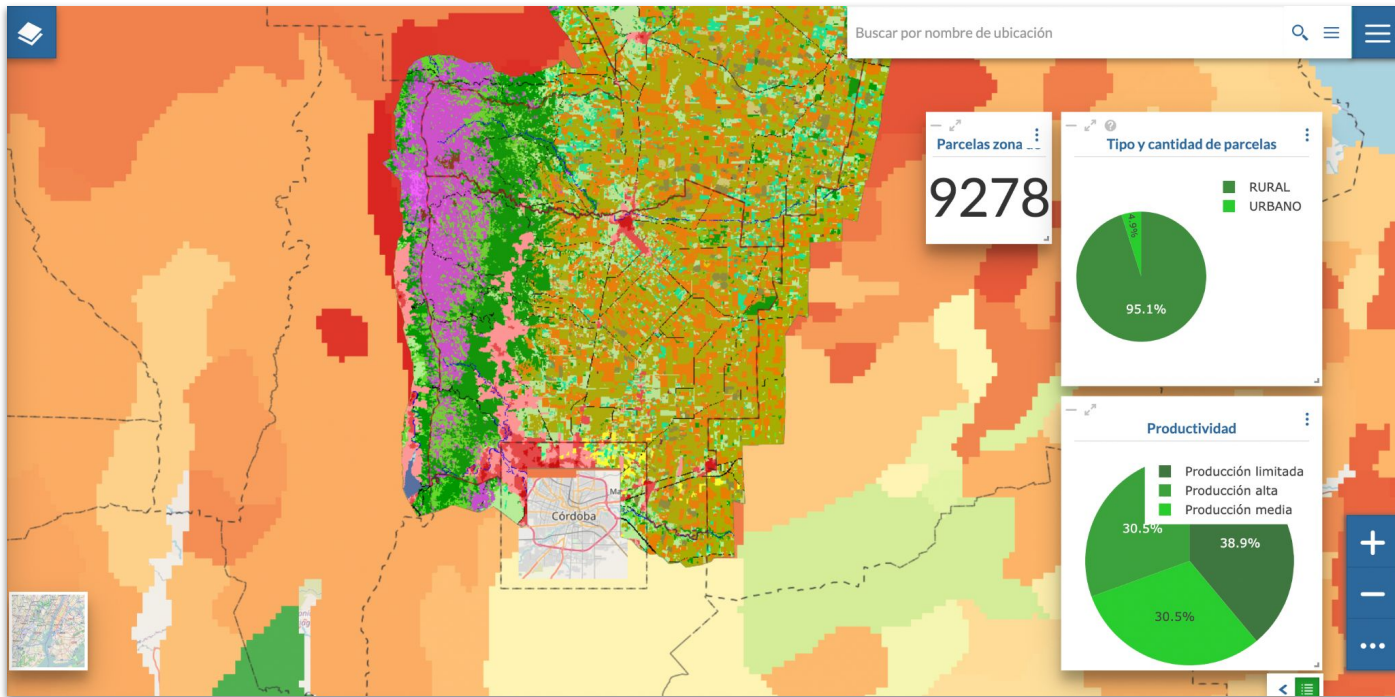 Buscar por nombre de ubicación
Parcelas zona
9278
Tipo y cantidad de parcelas
RURAL
URBANO
4.9%
95.1%
Productividad
Producción limitada
Producción alta
Producción media
30.5%
38.9%
30.5%
Córdoba